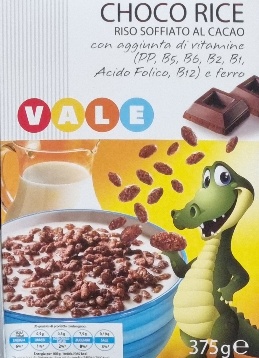 CHOCO RICE
RISO SOFFIATO AL CACAO
con aggiunta di vitamine
(PP, B5, B6, B2, B1,
Acido Folico, B12) e ferro
VALE
375g e